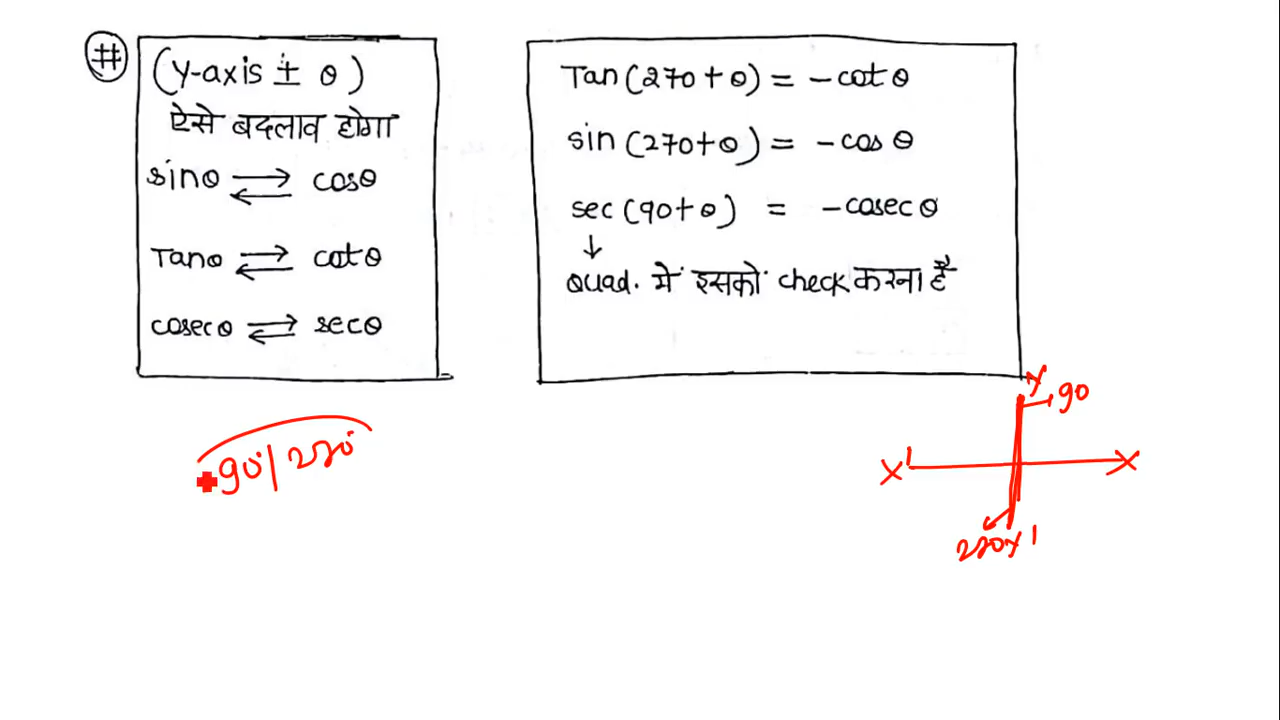 #
(y-axis ± θ)
ऐसे बदलाव होगा
sinθ ⇌ cosθ
Tanθ ⇌ cotθ
cosecθ ⇌ secθ
Tan(270+θ) = -cotθ
sin(270+θ) = -cosθ
sec(90+θ) = -cosecθ
↓
Quad. में इसको check करना है
90°/270°
Y
90
X'
X
270
Y'